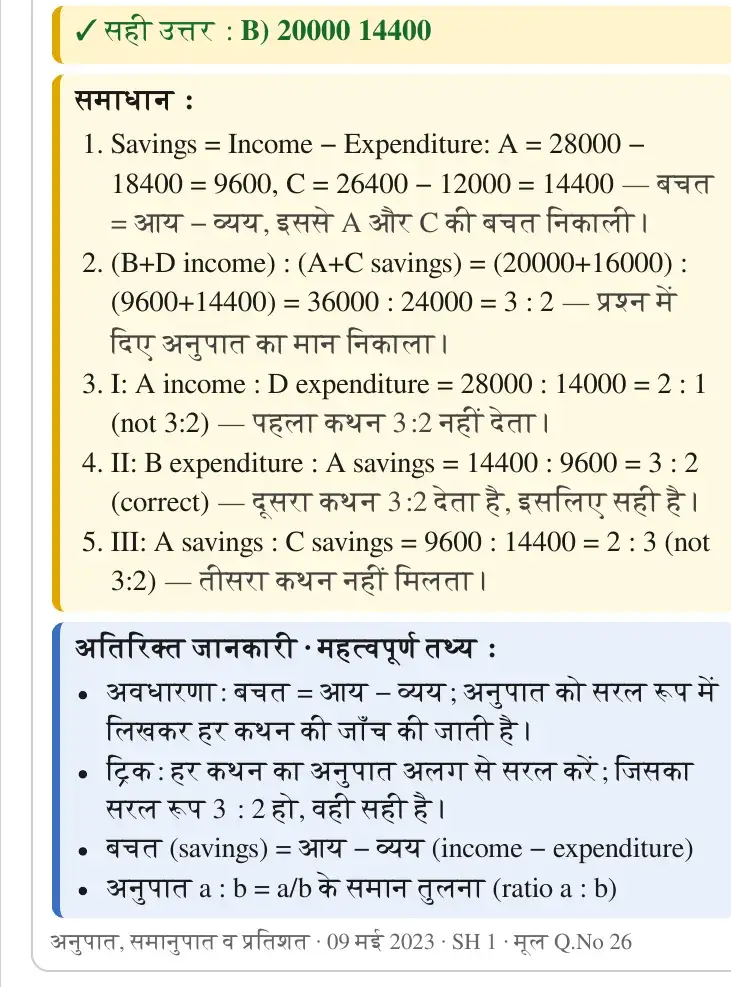 ✓ सही उत्तर : B) 20000 14400
समाधान :
1. Savings = Income − Expenditure: A = 28000 −
18400 = 9600, C = 26400 − 12000 = 14400 — बचत
= आय − व्यय, इससे A और C की बचत निकाली।
2. (B+D income) : (A+C savings) = (20000+16000) :
(9600+14400) = 36000 : 24000 = 3 : 2 — प्रश्न में
दिए अनुपात का मान निकाला।
3. I: A income : D expenditure = 28000 : 14000 = 2 : 1
(not 3:2) — पहला कथन 3:2 नहीं देता।
4. II: B expenditure : A savings = 14400 : 9600 = 3 : 2
(correct) — दूसरा कथन 3:2 देता है, इसलिए सही है।
5. III: A savings : C savings = 9600 : 14400 = 2 : 3 (not
3:2) — तीसरा कथन नहीं मिलता।
अतिरिक्त जानकारी · महत्वपूर्ण तथ्य :
• अवधारणा : बचत = आय − व्यय ; अनुपात को सरल रूप में
लिखकर हर कथन की जाँच की जाती है।
• ट्रिक : हर कथन का अनुपात अलग से सरल करें ; जिसका
सरल रूप 3 : 2 हो, वही सही है।
• बचत (savings) = आय − व्यय (income − expenditure)
• अनुपात a : b = a/b के समान तुलना (ratio a : b)
अनुपात, समानुपात व प्रतिशत · 09 मई 2023 · SH 1 · मूल Q.No 26